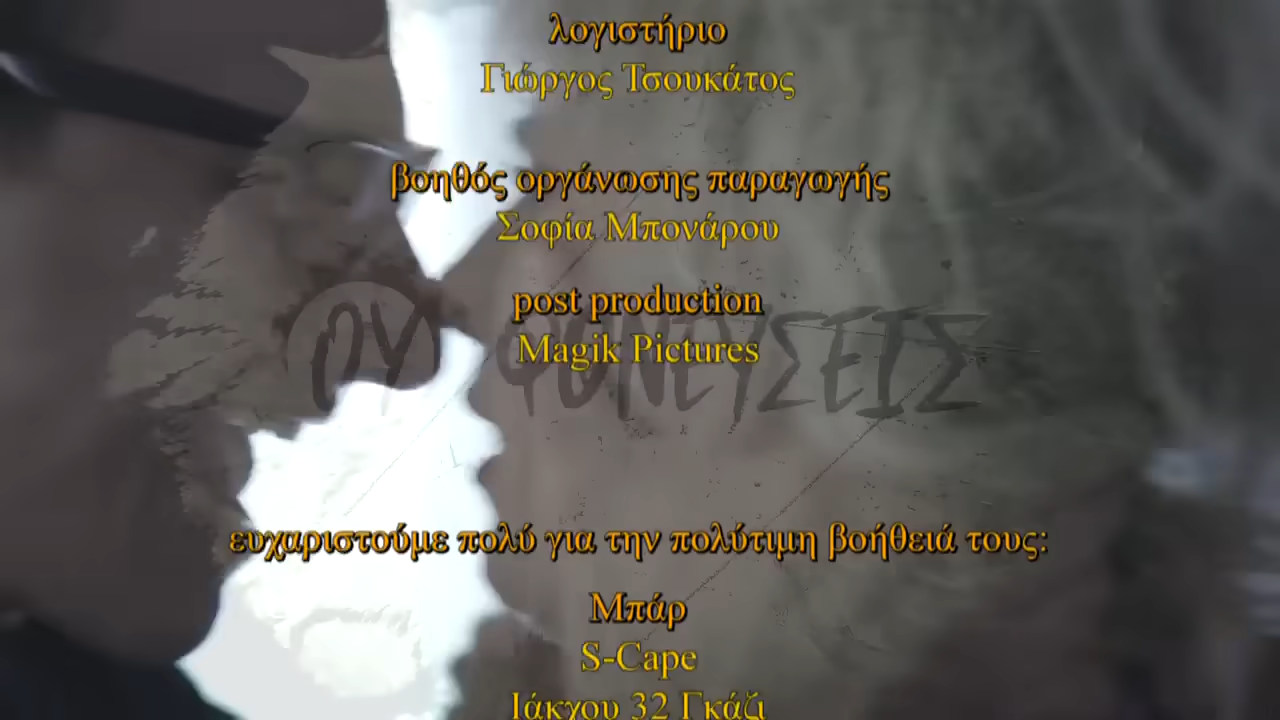 λογιστήριο
Γιώργος Τσουκάτος
βοηθός οργάνωσης παραγωγής
Σοφία Μπονάρου
post production
Magik Pictures
ΟΥ ΦΟΝΕΥΣΕΙΣ
ευχαριστούμε πολύ για την πολύτιμη βοήθειά τους:
Μπάρ
S-Cape
Ιάκχου 32 Γκάζι